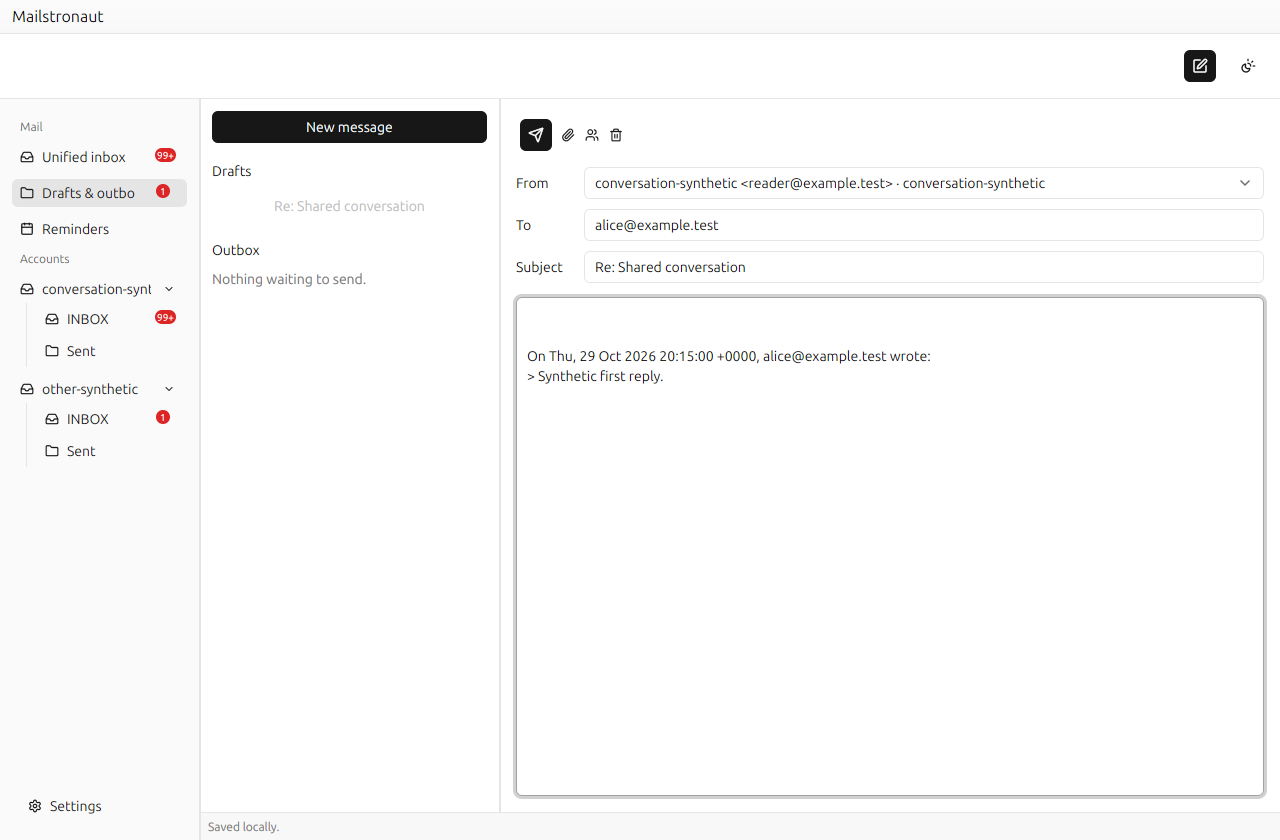 Mailstronaut
Mail
Unified inbox 99+
Drafts & outbo 1
Reminders
Accounts
conversation-synt
INBOX 99+
Sent
other-synthetic
INBOX 1
Sent
Settings
New message
Drafts
Re: Shared conversation
Outbox
Nothing waiting to send.
From conversation-synthetic <reader@example.test> · conversation-synthetic
To alice@example.test
Subject Re: Shared conversation
On Thu, 29 Oct 2026 20:15:00 +0000, alice@example.test wrote:
> Synthetic first reply.
Saved locally.